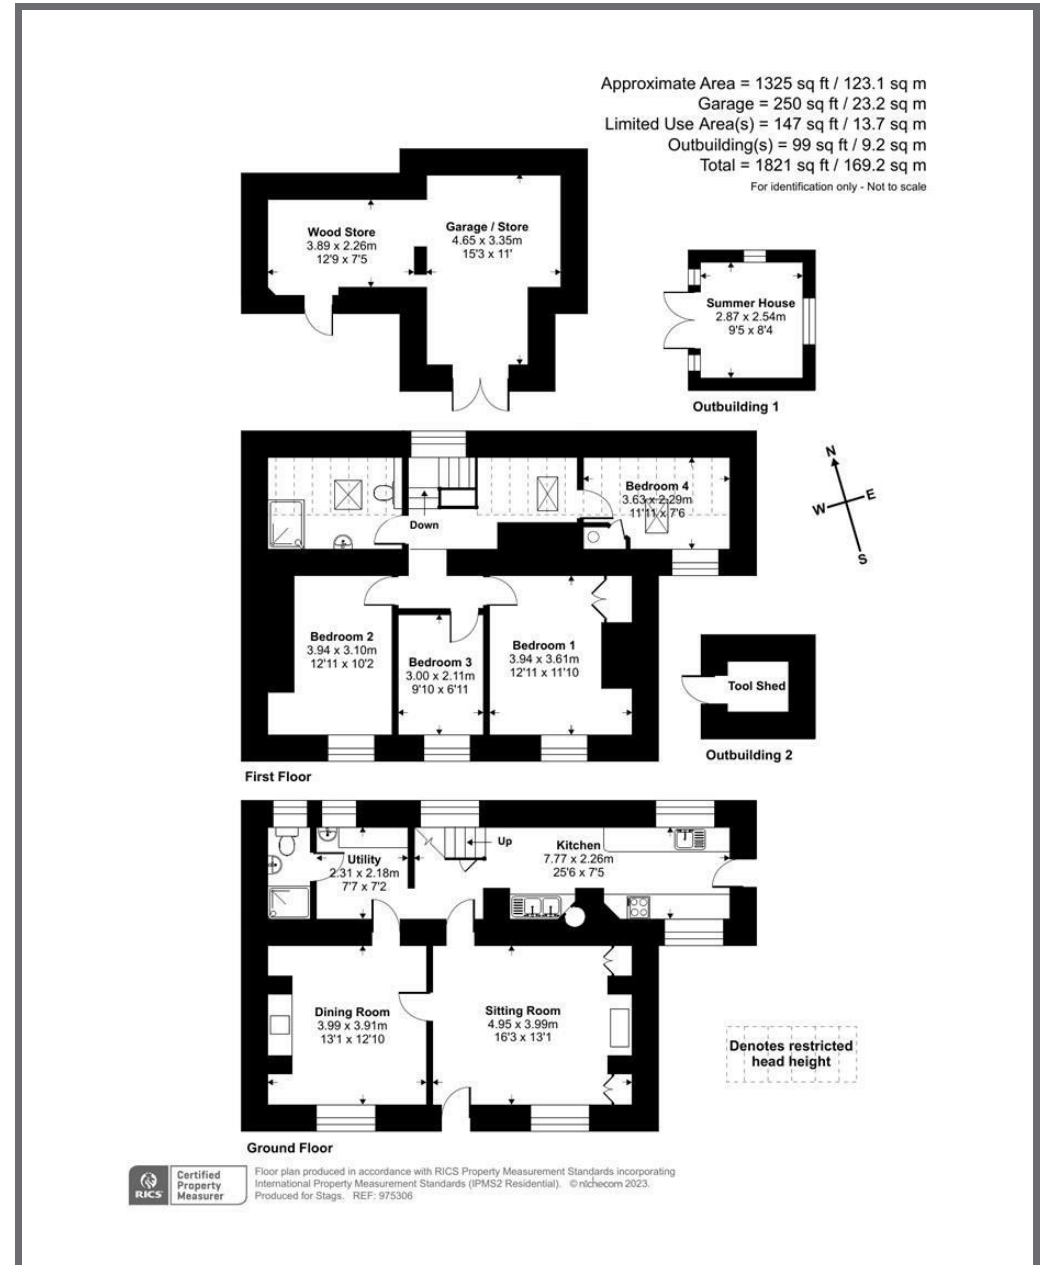 Approximate Area = 1325 sq ft / 123.1 sq m
Garage = 250 sq ft / 23.2 sq m
Limited Use Area(s) = 147 sq ft / 13.7 sq m
Outbuilding(s) = 99 sq ft / 9.2 sq m
Total = 1821 sq ft / 169.2 sq m
For identification only - Not to scale
Wood Store
3.89 x 2.26m
12'9 x 7'5
Garage / Store
4.65 x 3.35m
15'3 x 11'
Summer House
2.87 x 2.54m
9'5 x 8'4
Outbuilding 1
Down
Bedroom 4
3.63 x 2.29m
11'11 x 7'6
N
W
E
S
Bedroom 2
3.94 x 3.10m
12'11 x 10'2
Bedroom 3
3.00 x 2.11m
9'10 x 6'11
Bedroom 1
3.94 x 3.61m
12'11 x 11'10
Tool Shed
Outbuilding 2
First Floor
Up
Utility
2.31 x 2.18m
7'7 x 7'2
Kitchen
7.77 x 2.26m
25'6 x 7'5
Dining Room
3.99 x 3.91m
13'1 x 12'10
Sitting Room
4.95 x 3.99m
16'3 x 13'1
Denotes restricted
head height
Ground Floor
RICS
Certified
Property
Measurer
Floor plan produced in accordance with RICS Property Measurement Standards incorporating
International Property Measurement Standards (IPMS2 Residential). © nichecom 2023.
Produced for Stags. REF: 975306